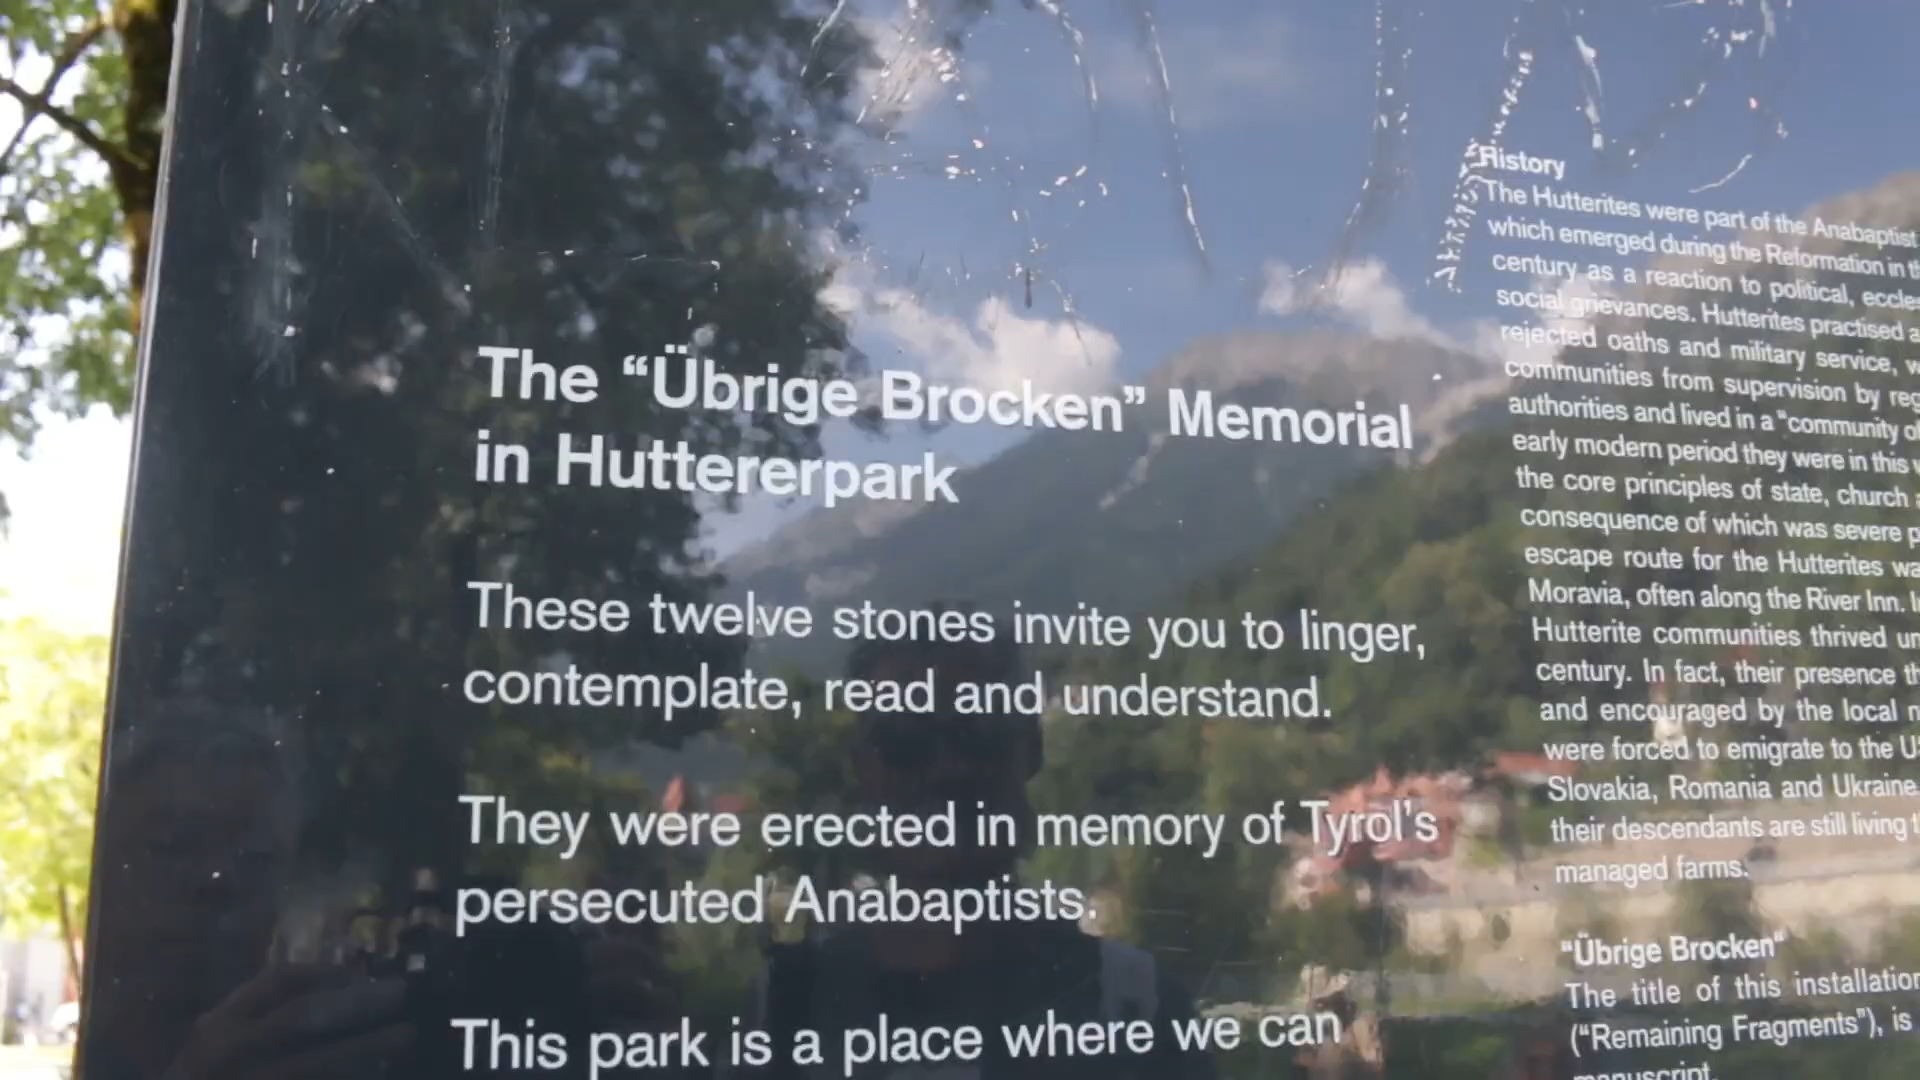 The “Übrige Brocken” Memorial
in Huttererpark
These twelve stones invite you to linger,
contemplate, read and understand.
They were erected in memory of Tyrol’s
persecuted Anabaptists.
This park is a place where we can
History
The Hutterites were part of the Anabaptist
which emerged during the Reformation in
century as a reaction to political,
social grievances. Hutterites practised
rejected oaths and military service,
communities from supervision by
authorities and lived in a “community
early modern period they were in this
the core principles of state, church
consequence of which was severe
escape route for the Hutterites
Moravia, often along the River Inn.
Hutterite communities thrived
century. In fact, their presence
and encouraged by the local
were forced to emigrate to the
Slovakia, Romania and Ukraine
their descendants are still living
managed farms.
“Übrige Brocken“
The title of this installation
(“Remaining Fragments”), is
manuscript.